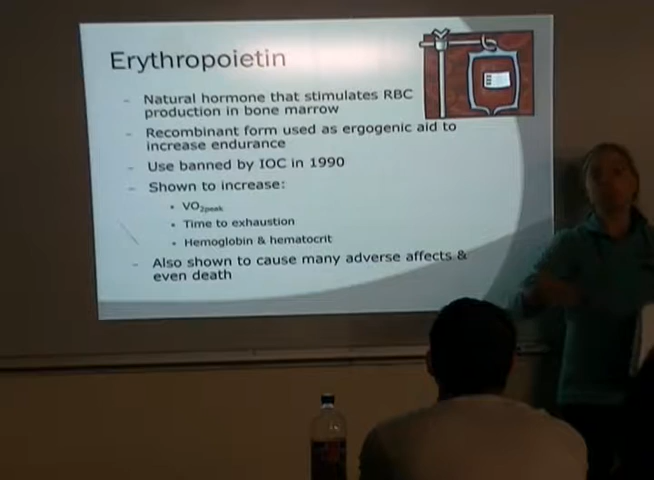 Erythropoietin
– Natural hormone that stimulates RBC
production in bone marrow
– Recombinant form used as ergogenic aid to
increase endurance
– Use banned by IOC in 1990
– Shown to increase:
• VO2peak
• Time to exhaustion
• Hemoglobin & hematocrit
– Also shown to cause many adverse affects &
even death